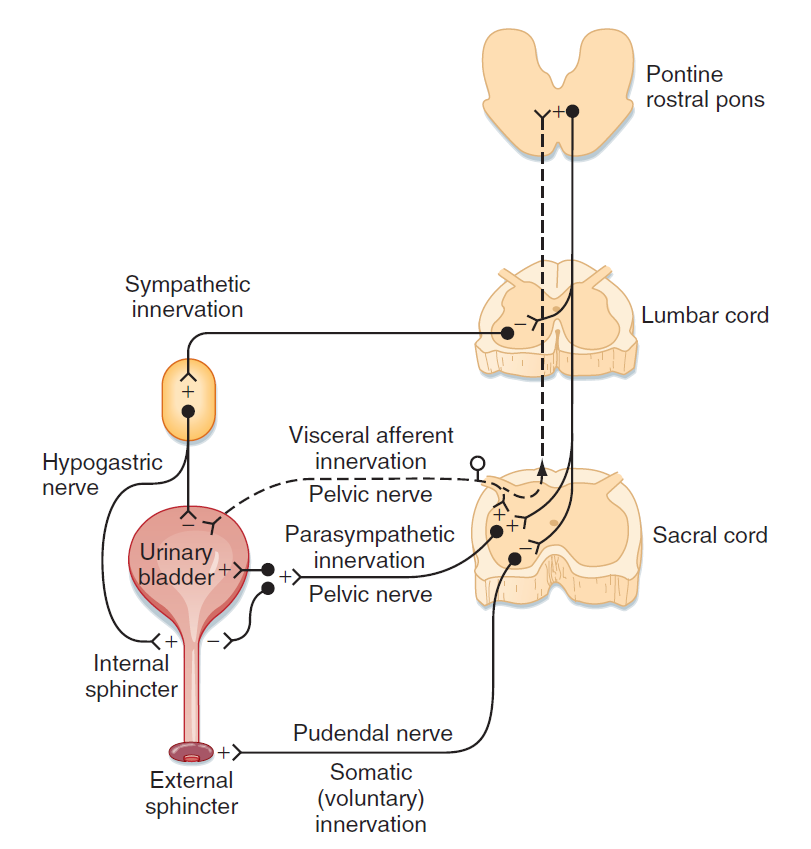 Pontine
rostral pons
+
Sympathetic
innervation
Lumbar cord
−
+
Visceral afferent
innervation
Hypogastric
nerve
Pelvic nerve
−
+
+
Parasympathetic
innervation
Sacral cord
−
Urinary
bladder
+
+
Pelvic nerve
+
−
Internal
sphincter
Pudendal nerve
+
External
sphincter
Somatic
(voluntary)
innervation